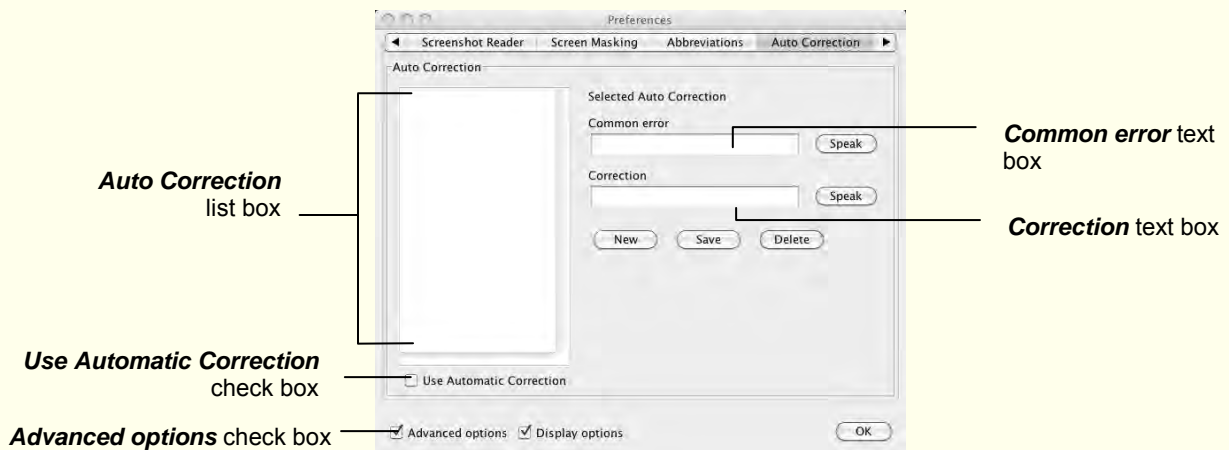 Preferences
Screenshot Reader Screen Masking Abbreviations Auto Correction
Auto Correction
Selected Auto Correction
Common error
Speak
Correction
Speak
New Save Delete
Use Automatic Correction
Advanced options Display options OK
Auto Correction
list box
Use Automatic Correction
check box
Advanced options check box
Common error text
box
Correction text box